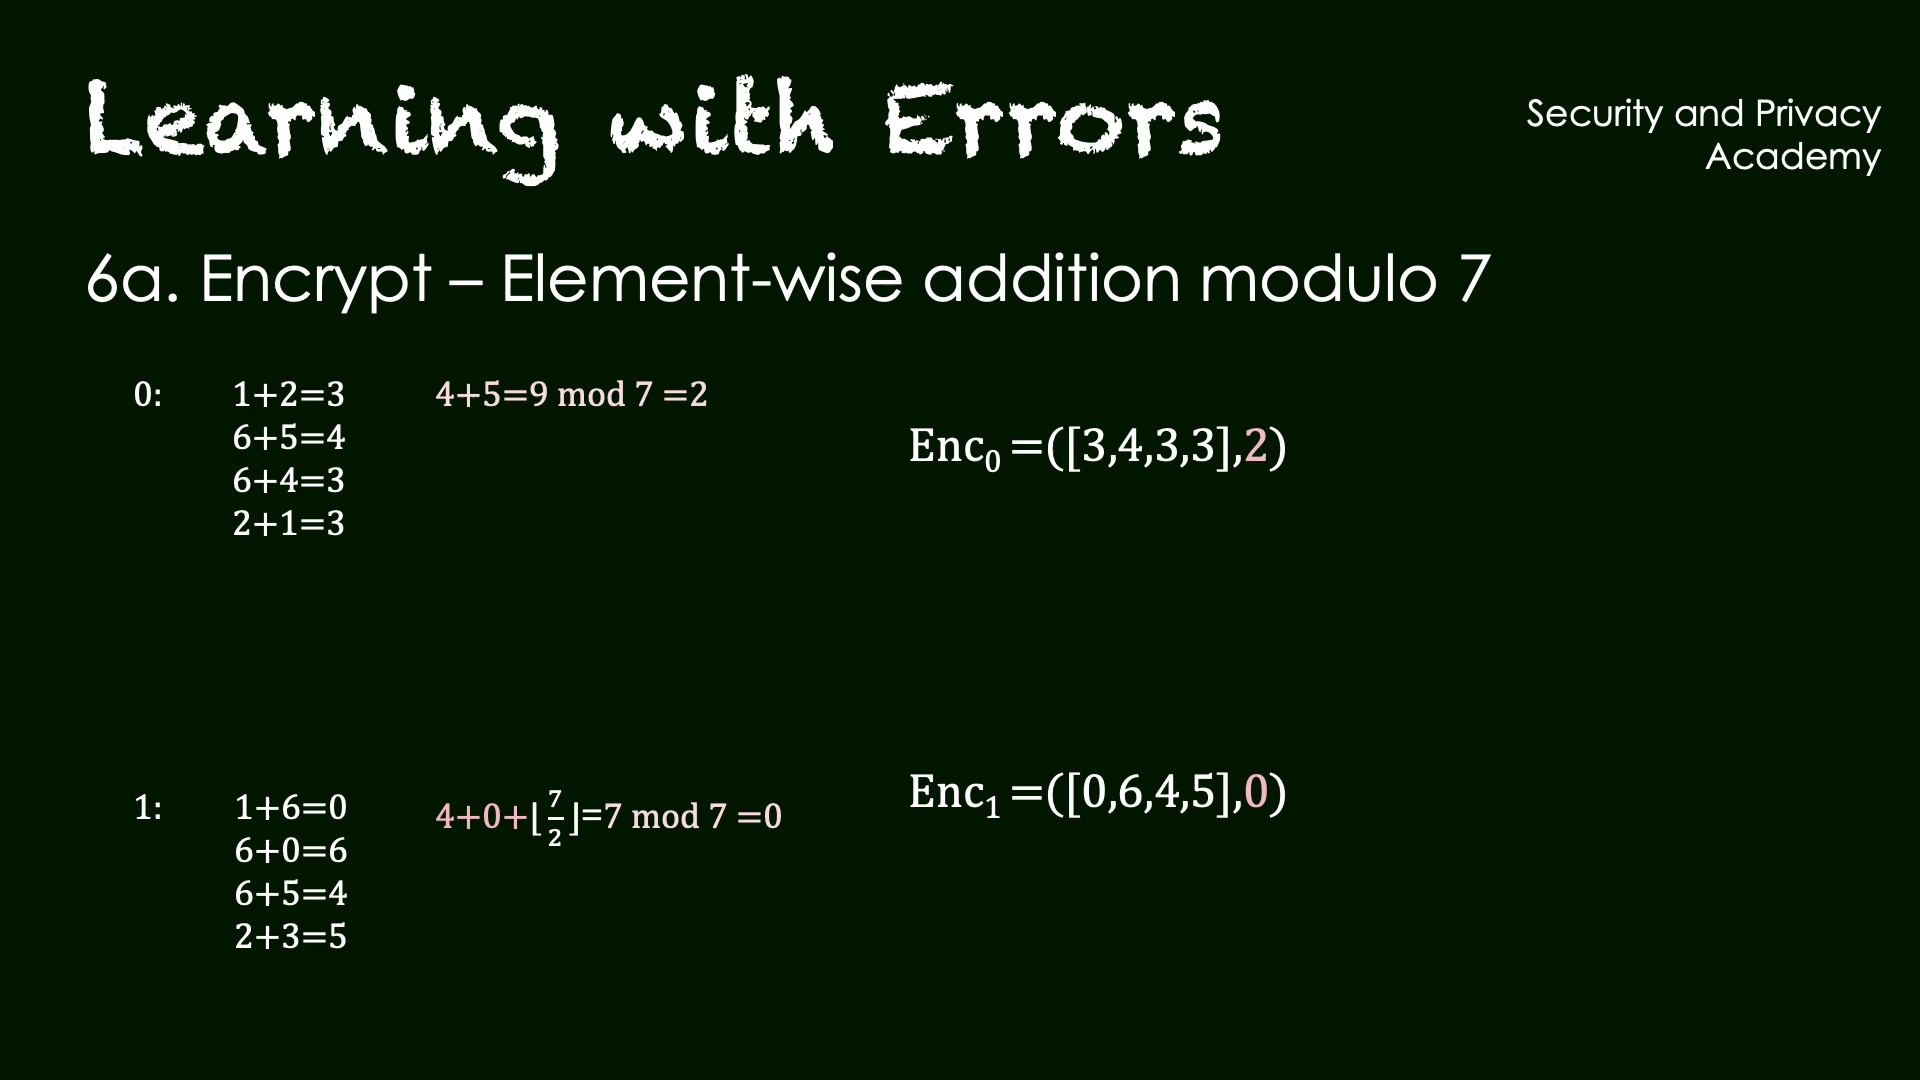 Learning with Errors
Security and Privacy
Academy
6a. Encrypt – Element-wise addition modulo 7
0: 1+2=3 4+5=9 mod 7 =2
6+5=4
6+4=3
2+1=3
Enc₀ =([3,4,3,3],2)
1: 1+6=0 4+0+⌊7/2⌋=7 mod 7 =0
6+0=6
6+5=4
2+3=5
Enc₁ =([0,6,4,5],0)